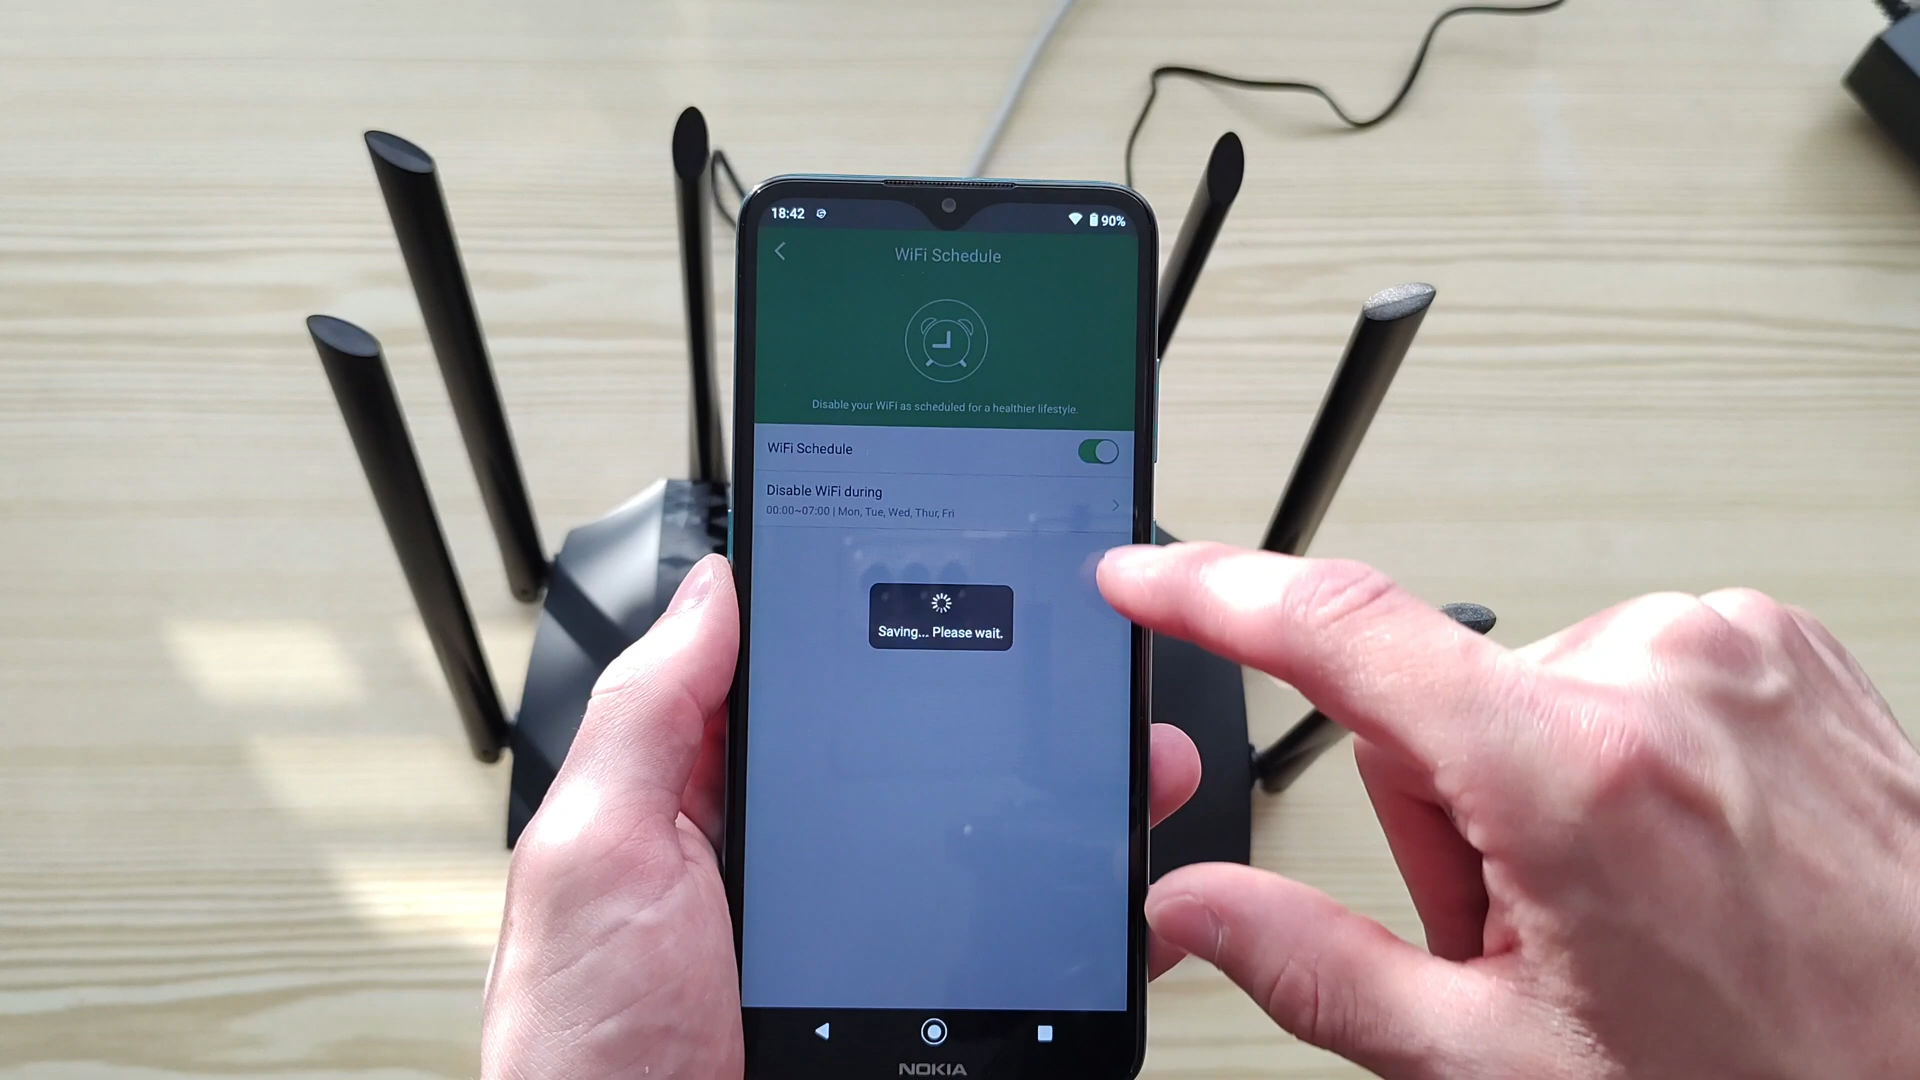 18:42
90%
WiFi Schedule
Disable your WiFi as scheduled for a healthier lifestyle.
WiFi Schedule
Disable WiFi during
00:00~07:00 | Mon, Tue, Wed, Thur, Fri
Saving... Please wait.
NOKIA